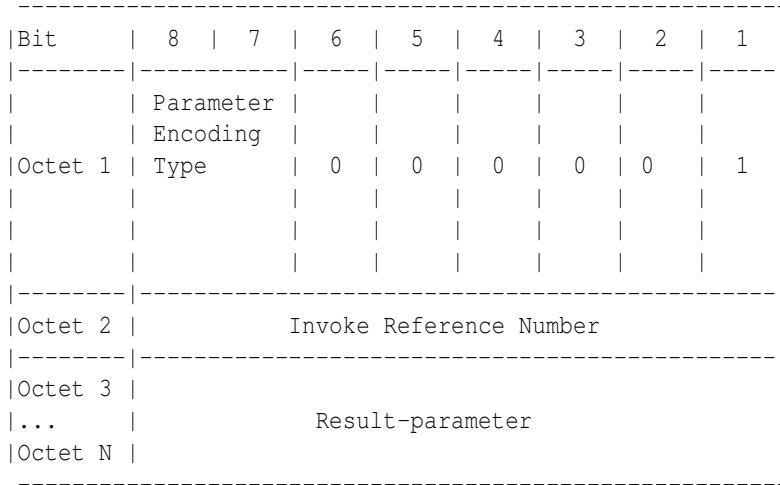 |Bit | 8 | 7 | 6 | 5 | 4 | 3 | 2 | 1
| | Parameter | | | | | |
| | Encoding | | | | | |
|Octet 1 | Type | 0 | 0 | 0 | 0 | 0 | 1
|Octet 2 | Invoke Reference Number
|Octet 3 |
|... | Result-parameter
|Octet N |